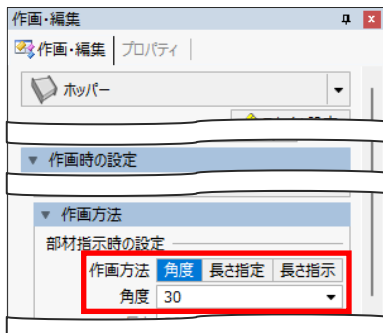 作画・編集
作画・編集 プロパティ
ホッパー
作画時の設定
作画方法
部材指示時の設定
作画方法 角度 長さ指定 長さ指示
角度 30